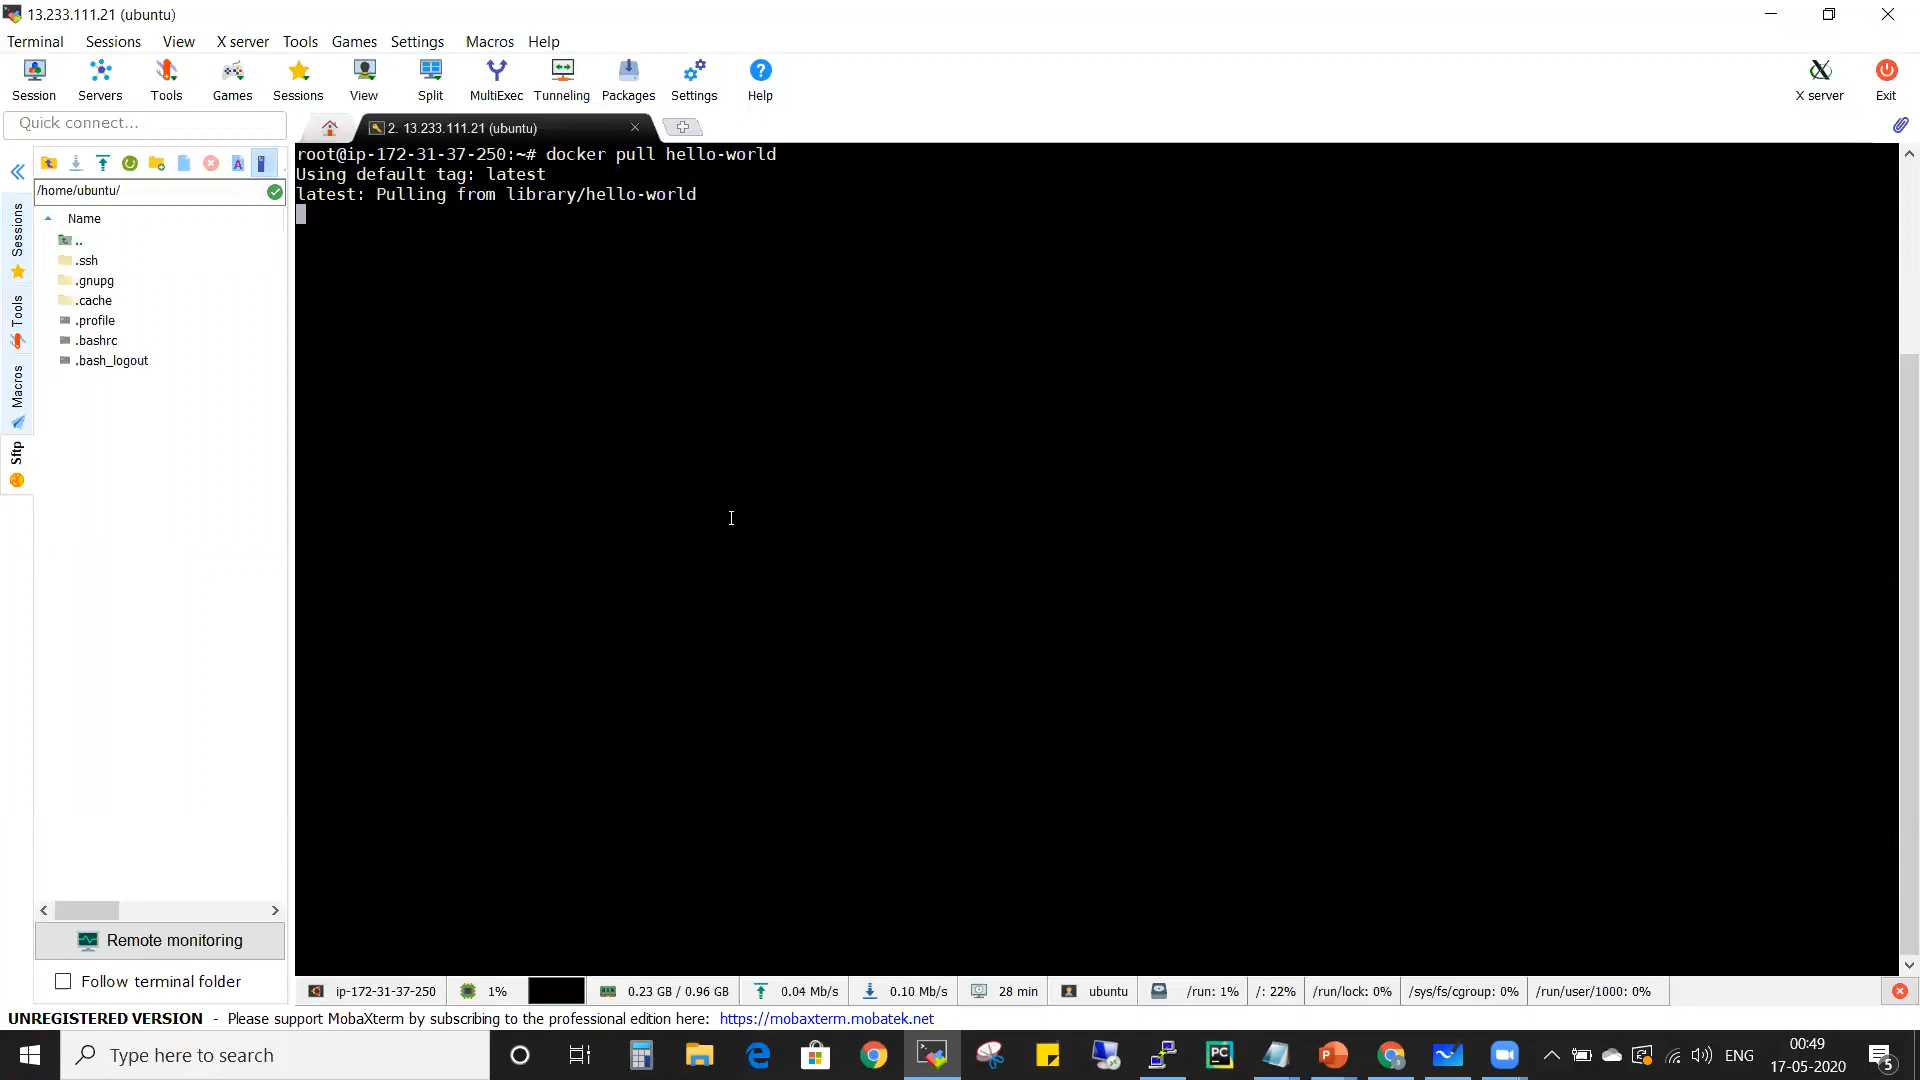 13.233.111.21 (ubuntu)
Terminal Sessions View X server Tools Games Settings Macros Help
Session Servers Tools Games Sessions View Split MultiExec Tunneling Packages Settings Help X server Exit
Quick connect...
2. 13.233.111.21 (ubuntu)
/home/ubuntu/
Name
..
.ssh
.gnupg
.cache
.profile
.bashrc
.bash_logout
Sessions
Tools
Macros
Sftp
root@ip-172-31-37-250:~# docker pull hello-world
Using default tag: latest
latest: Pulling from library/hello-world
Remote monitoring
Follow terminal folder
ip-172-31-37-250 1% 0.23 GB / 0.96 GB 0.04 Mb/s 0.10 Mb/s 28 min ubuntu /run: 1% /: 22% /run/lock: 0% /sys/fs/cgroup: 0% /run/user/1000: 0%
UNREGISTERED VERSION - Please support MobaXterm by subscribing to the professional edition here: https://mobaxterm.mobatek.net
Type here to search
PC
ENG
00:49
17-05-2020
5